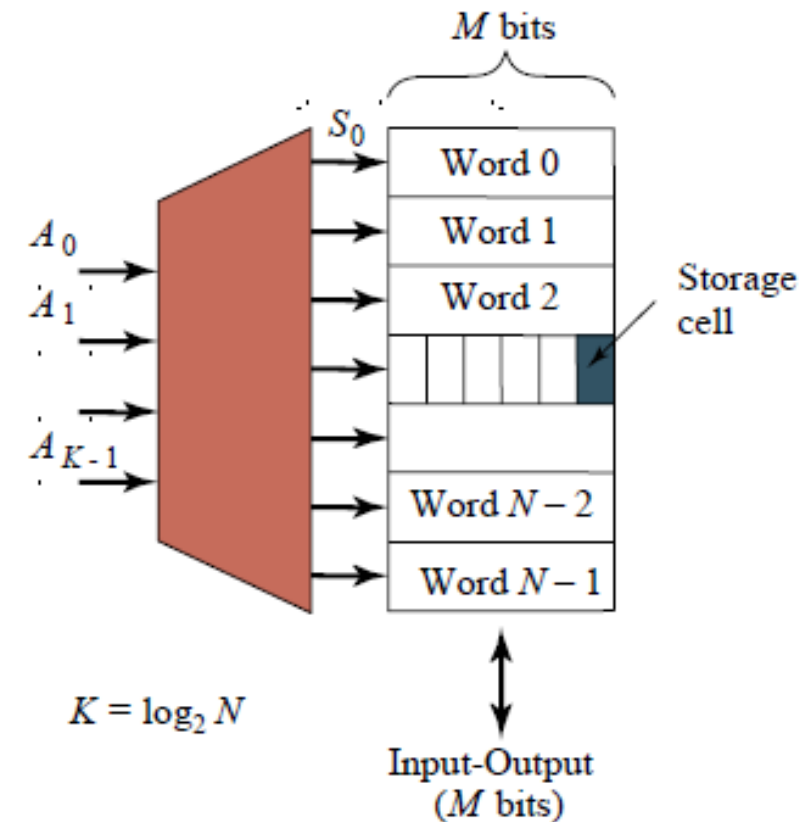 M bits
S0
Word 0
A0
Word 1
A1
Word 2
Storage
cell
AK-1
Word N – 2
Word N – 1
K = log2 N
Input-Output
(M bits)